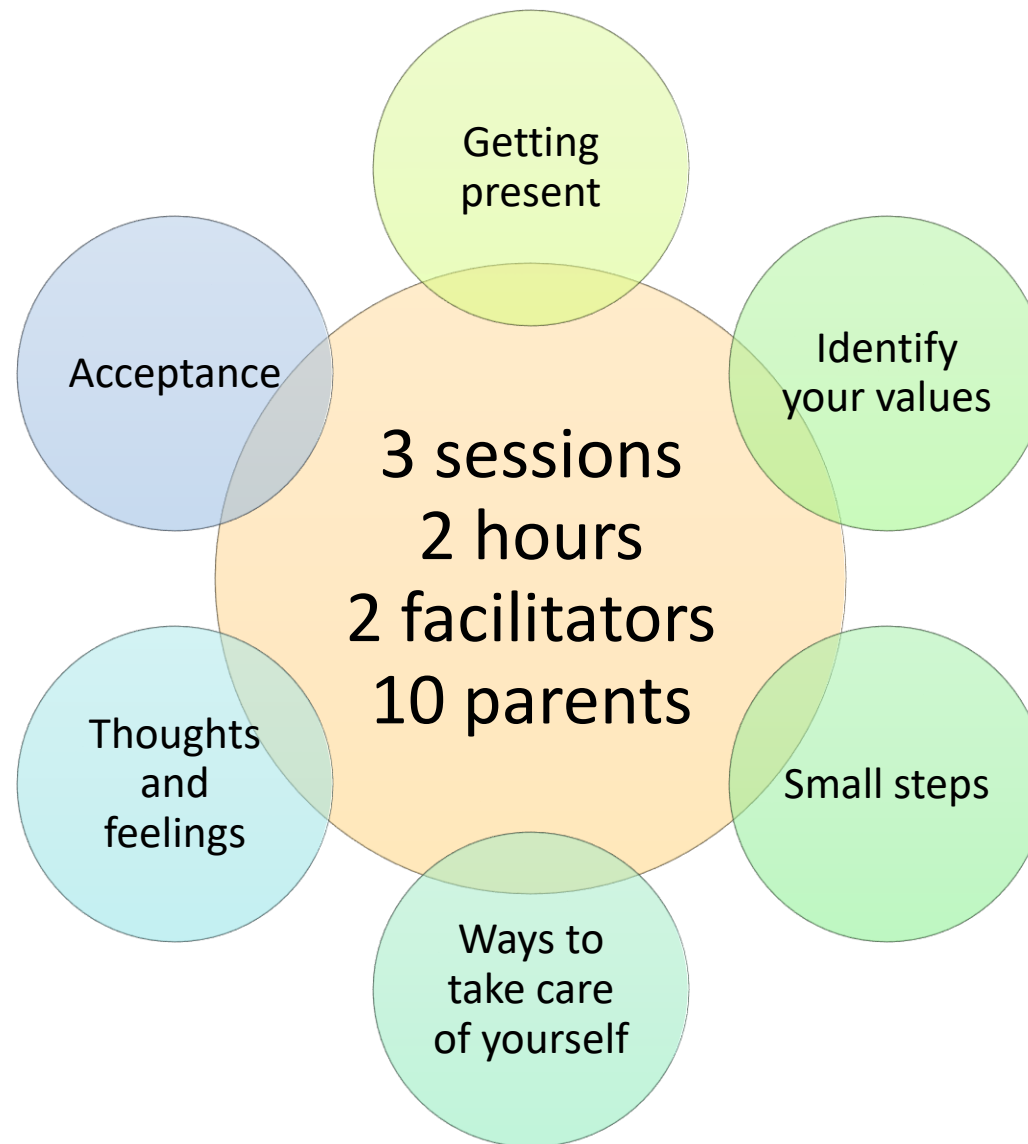 Getting
present
Identify
your values
Small steps
Ways to
take care
of yourself
Thoughts
and
feelings
Acceptance
3 sessions
2 hours
2 facilitators
10 parents